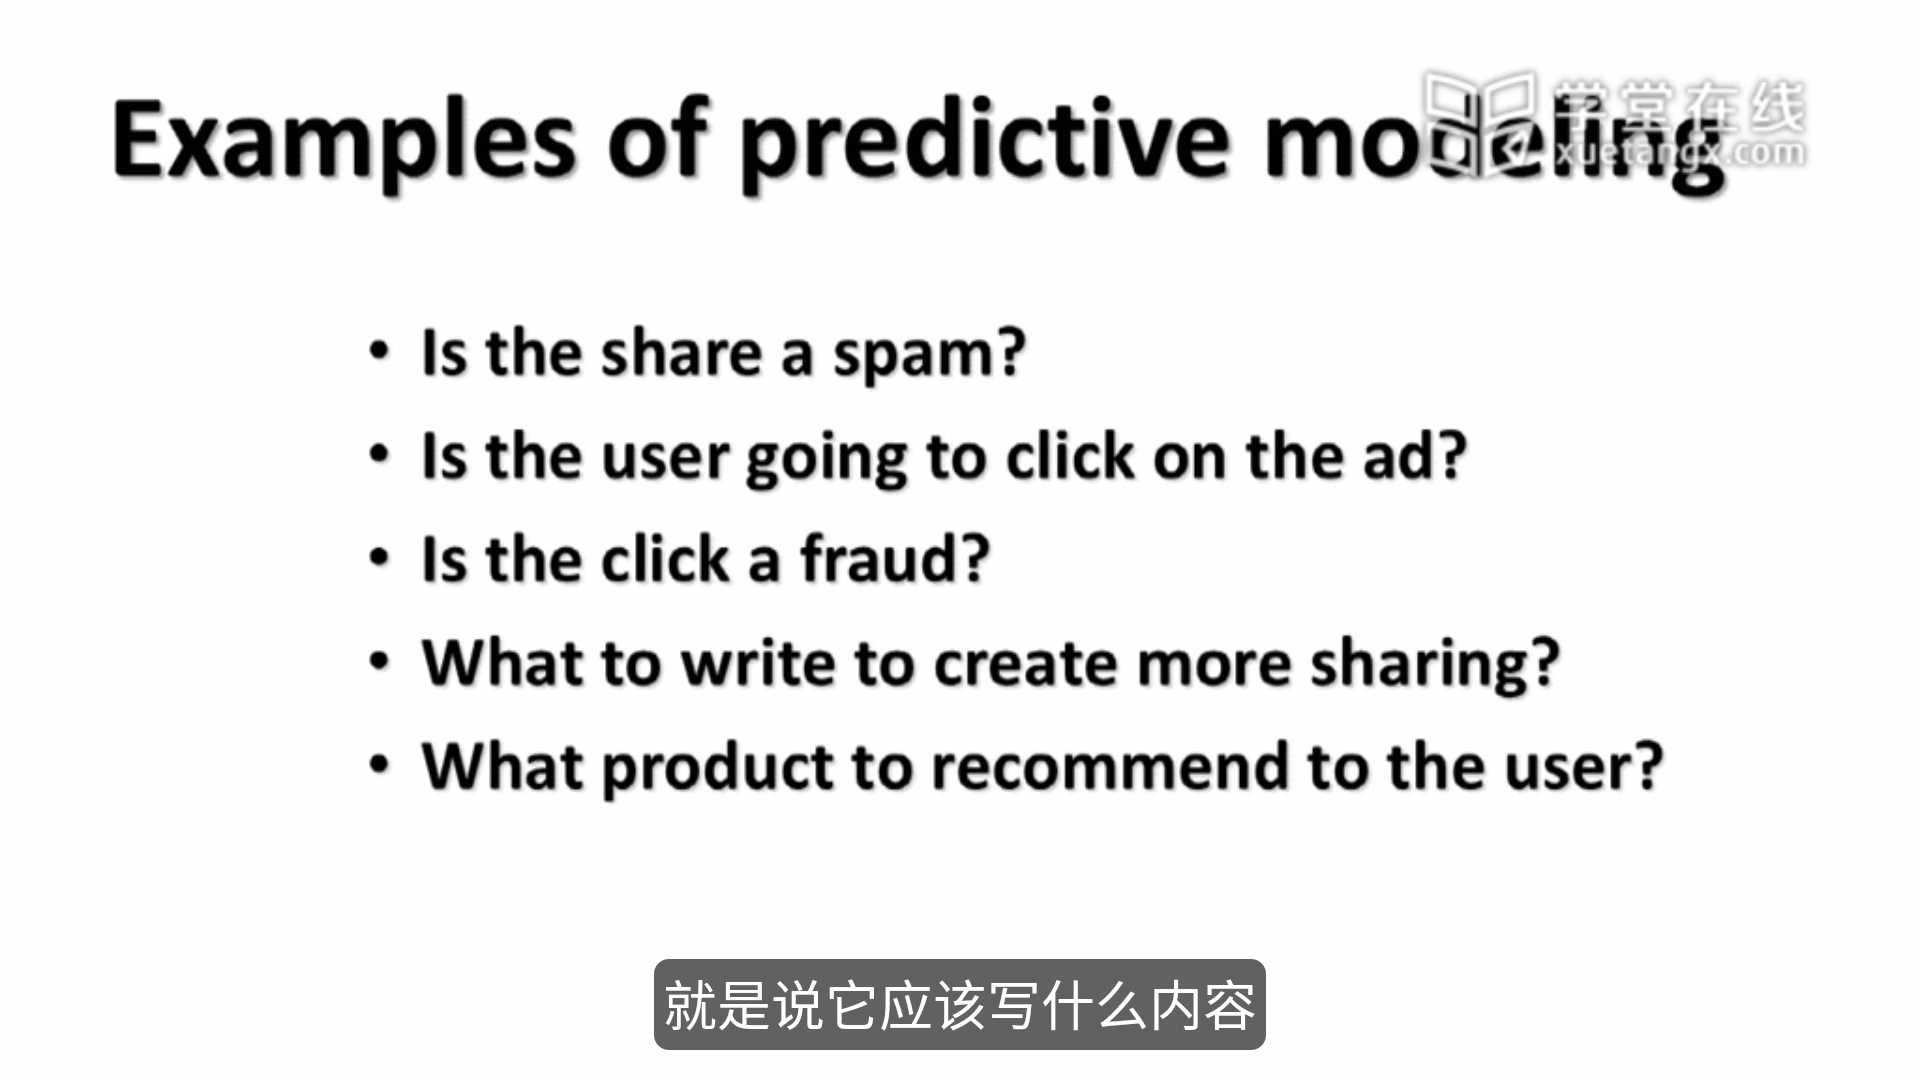 Examples of predictive modeling
学堂在线
xuetangx.com
• Is the share a spam?
• Is the user going to click on the ad?
• Is the click a fraud?
• What to write to create more sharing?
• What product to recommend to the user?
就是说它应该写什么内容